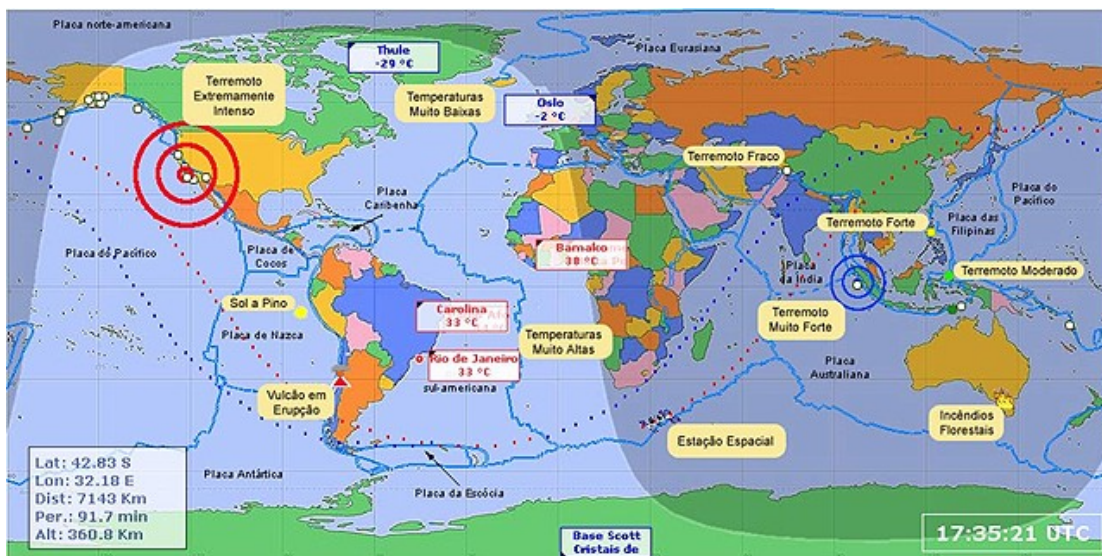 Placa norte-americana
Thule
-29 °C
Placa Eurasiana
Terremoto
Extremamente
Intenso
Temperaturas
Muito Baixas
Oslo
-2 °C
Terremoto Fraco
Placa
Caribenha
Placa do
Pacífico
Placa das
Filipinas
Terremoto Forte
Placa do Pacífico
Placa de
Cocos
Bamako
38 °C
Placa
da India
Terremoto Moderado
Sol a Pino
Carolina
33 °C
Terremoto
Muito Forte
Placa de Nazca
Temperaturas
Muito Altas
Rio de Janeiro
33 °C
sul-americana
Placa
Australiana
Vulcão em
Erupção
Incêndios
Florestais
Estação Espacial
Lat: 42.83 S
Lon: 32.18 E
Dist: 7143 Km
Per.: 91.7 min
Alt: 360.8 Km
Placa Antártica
Placa da Escócia
Base Scott
Cristais de
17:35:21 UTC